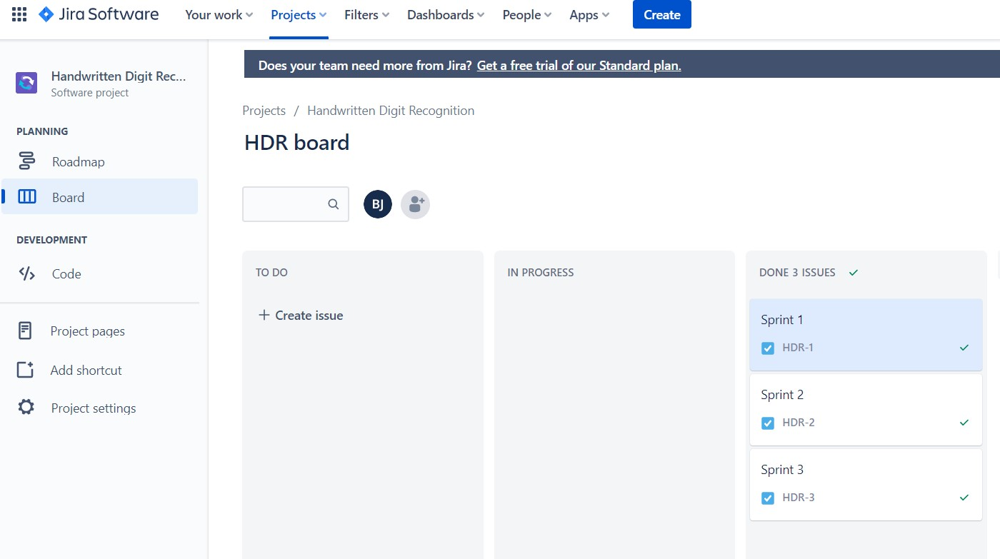 Jira Software Your work Projects Filters Dashboards People Apps Create
Does your team need more from Jira? Get a free trial of our Standard plan.
Handwritten Digit Rec...
Software project
PLANNING
Roadmap
Board
DEVELOPMENT
Code
Project pages
Add shortcut
Project settings
Projects / Handwritten Digit Recognition
HDR board
BJ
TO DO
+ Create issue
IN PROGRESS
DONE 3 ISSUES
Sprint 1
HDR-1
Sprint 2
HDR-2
Sprint 3
HDR-3